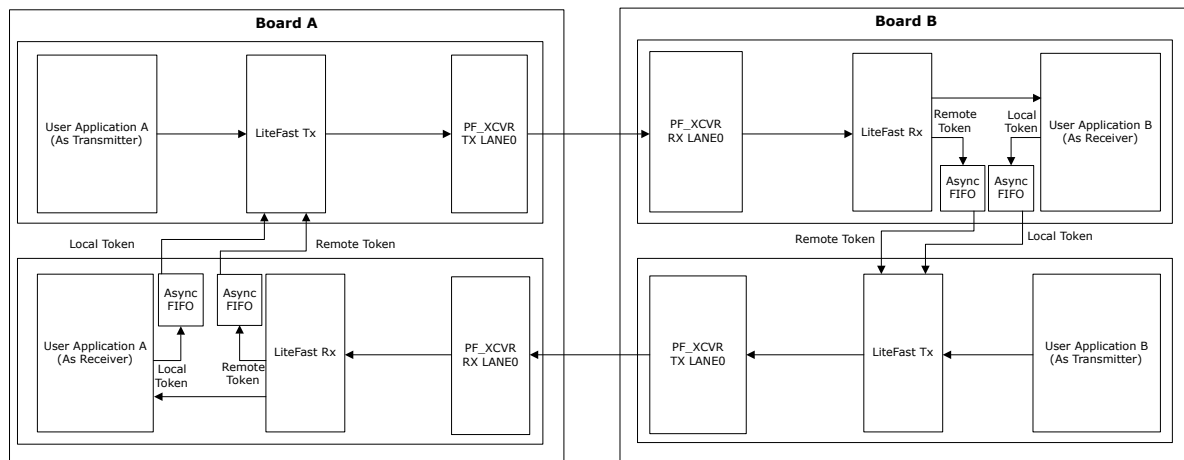 Board A
User Application A
(As Transmitter)
LiteFast Tx
PF_XCVR
TX LANE0
Local Token
Remote Token
Async
FIFO
Async
FIFO
User Application A
(As Receiver)
Local
Token
Remote
Token
LiteFast Rx
PF_XCVR
RX LANE0
Board B
PF_XCVR
RX LANE0
LiteFast Rx
Remote
Token
Local
Token
Async
FIFO
Async
FIFO
User Application B
(As Receiver)
Remote Token
Local Token
PF_XCVR
TX LANE0
LiteFast Tx
User Application B
(As Transmitter)